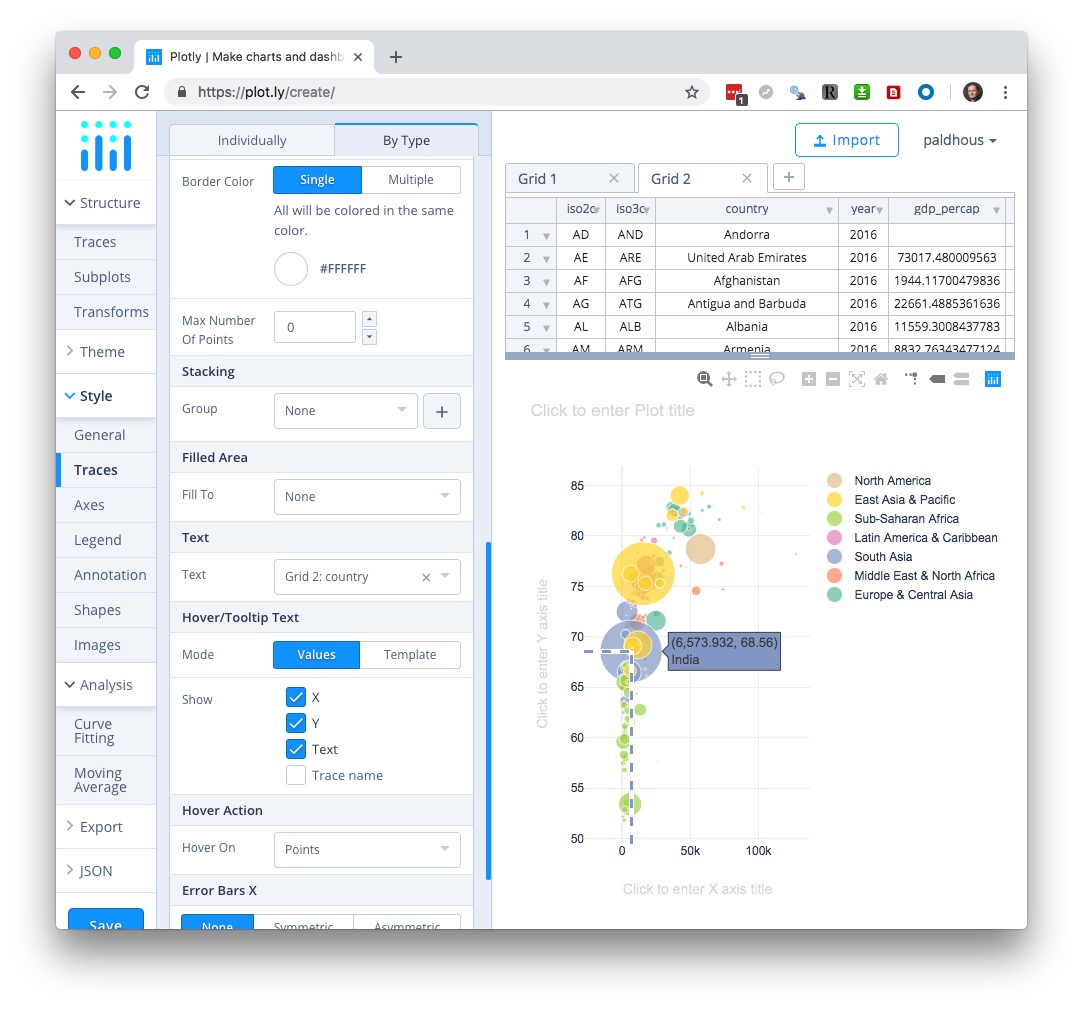 Plotly | Make charts and dashb
https://plot.ly/create/
1
R
Structure
Traces
Subplots
Transforms
Theme
Style
General
Traces
Axes
Legend
Annotation
Shapes
Images
Analysis
Curve
Fitting
Moving
Average
Export
JSON
Save
Individually
By Type
Border Color
Single
Multiple
All will be colored in the same
color.
#FFFFFF
Max Number
Of Points
0
Stacking
Group
None
Filled Area
Fill To
None
Text
Text
Grid 2: country
Hover/Tooltip Text
Mode
Values
Template
Show
X
Y
Text
Trace name
Hover Action
Hover On
Points
Error Bars X
None
Symmetric
Asymmetric
Import
paldhous
Grid 1
Grid 2
iso2c iso3c country year gdp_percap
1 AD AND Andorra 2016
2 AE ARE United Arab Emirates 2016 73017.480009563
3 AF AFG Afghanistan 2016 1944.11700479836
4 AG ATG Antigua and Barbuda 2016 22661.4885361636
5 AL ALB Albania 2016 11559.3008437783
6 AM ARM Armenia 2016 8832.76343477124
Click to enter Plot title
Click to enter Y axis title
85
80
75
70
65
60
55
50
0
50k
100k
Click to enter X axis title
(6,573.932, 68.56)
India
North America
East Asia & Pacific
Sub-Saharan Africa
Latin America & Caribbean
South Asia
Middle East & North Africa
Europe & Central Asia